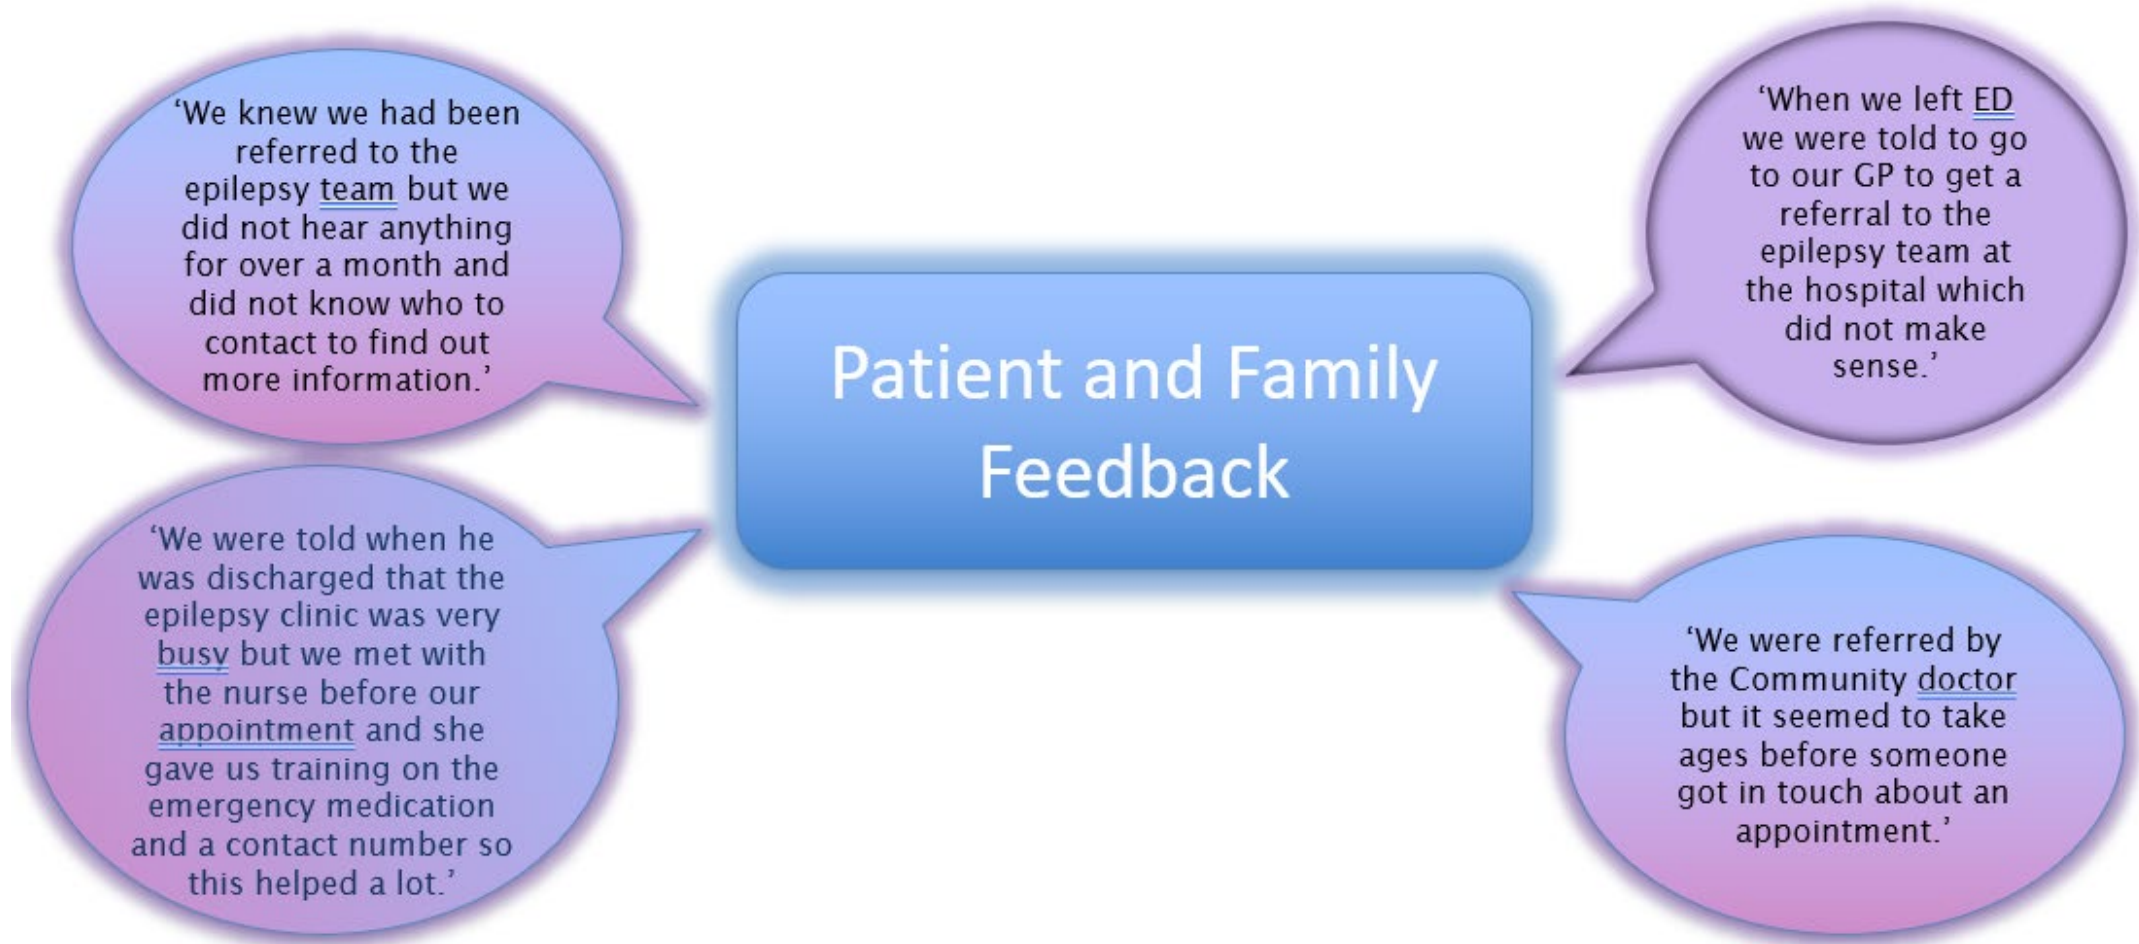 ‘We knew we had been
referred to the
epilepsy team but we
did not hear anything
for over a month and
did not know who to
contact to find out
more information.’
‘We were told when he
was discharged that the
epilepsy clinic was very
busy but we met with
the nurse before our
appointment and she
gave us training on the
emergency medication
and a contact number so
this helped a lot.’
Patient and Family
Feedback
‘When we left ED
we were told to go
to our GP to get a
referral to the
epilepsy team at
the hospital which
did not make
sense.’
‘We were referred by
the Community doctor
but it seemed to take
ages before someone
got in touch about an
appointment.’